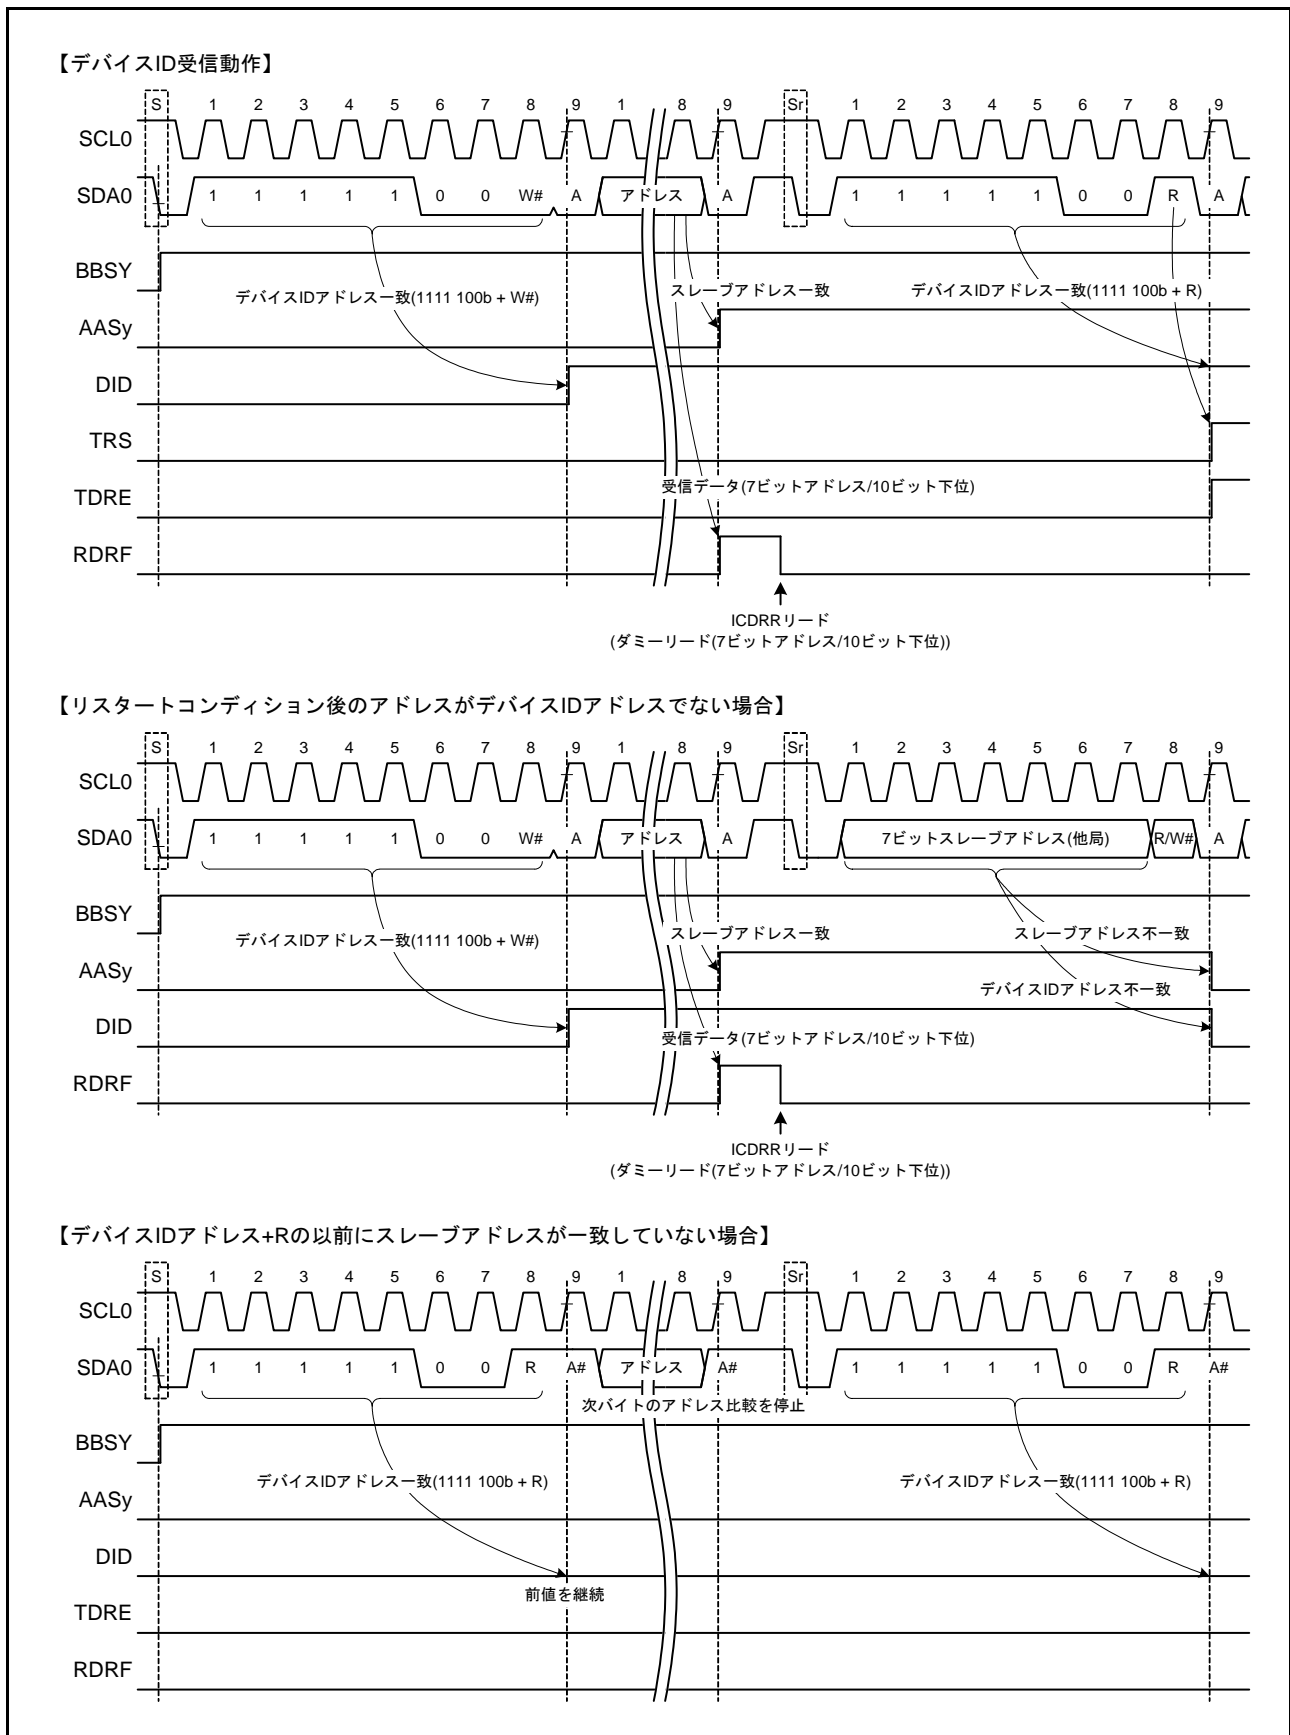 【デバイスID受信動作】
S 1 2 3 4 5 6 7 8 9 1 8 9 Sr 1 2 3 4 5 6 7 8 9
SCL0
SDA0 1 1 1 1 1 0 0 W# A アドレス A 1 1 1 1 1 0 0 R A
BBSY
デバイスIDアドレス一致(1111 100b + W#) スレーブアドレス一致 デバイスIDアドレス一致(1111 100b + R)
AASy
DID
TRS
受信データ(7ビットアドレス/10ビット下位)
TDRE
RDRF
ICDRRリード
(ダミーリード(7ビットアドレス/10ビット下位))
【リスタートコンディション後のアドレスがデバイスIDアドレスでない場合】
S 1 2 3 4 5 6 7 8 9 1 8 9 Sr 1 2 3 4 5 6 7 8 9
SCL0
SDA0 1 1 1 1 1 0 0 W# A アドレス A 7ビットスレーブアドレス(他局) R/W# A
BBSY
デバイスIDアドレス一致(1111 100b + W#) スレーブアドレス一致 スレーブアドレス不一致
AASy
デバイスIDアドレス不一致
DID
受信データ(7ビットアドレス/10ビット下位)
RDRF
ICDRRリード
(ダミーリード(7ビットアドレス/10ビット下位))
【デバイスIDアドレス+Rの以前にスレーブアドレスが一致していない場合】
S 1 2 3 4 5 6 7 8 9 1 8 9 Sr 1 2 3 4 5 6 7 8 9
SCL0
SDA0 1 1 1 1 1 0 0 R A# アドレス A# 1 1 1 1 1 0 0 R A#
次バイトのアドレス比較を停止
BBSY
デバイスIDアドレス一致(1111 100b + R) デバイスIDアドレス一致(1111 100b + R)
AASy
DID
前値を継続
TDRE
RDRF